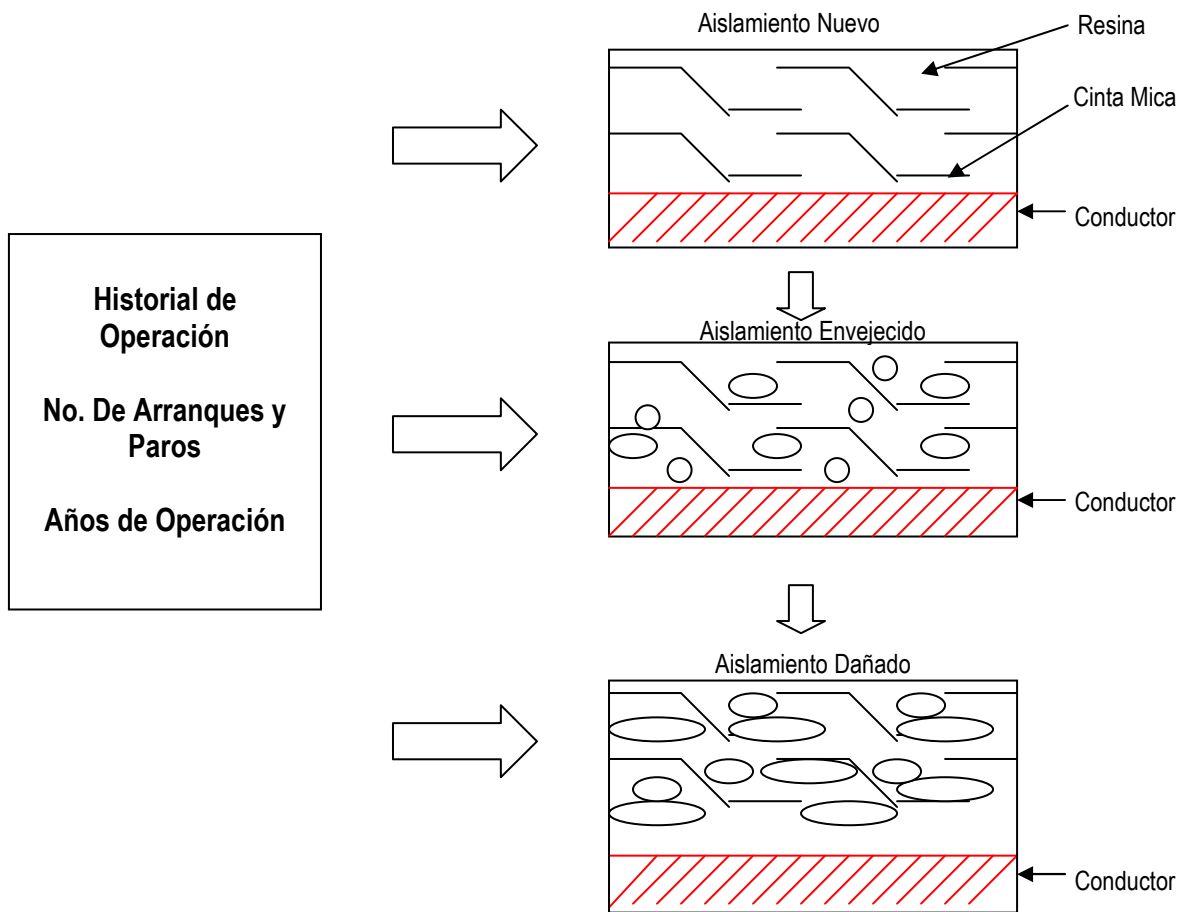 Aislamiento Nuevo
Resina
Cinta Mica
Conductor
Historial de
Operación
No. De Arranques y
Paros
Años de Operación
Aislamiento Envejecido
Conductor
Aislamiento Dañado
Conductor